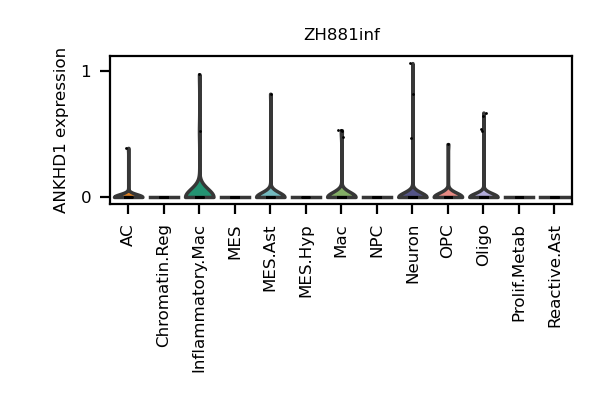 ZH881inf
ANKHD1 expression
1
0
AC
Chromatin.Reg
Inflammatory.Mac
MES
MES.Ast
MES.Hyp
Mac
NPC
Neuron
OPC
Oligo
Prolif.Metab
Reactive.Ast